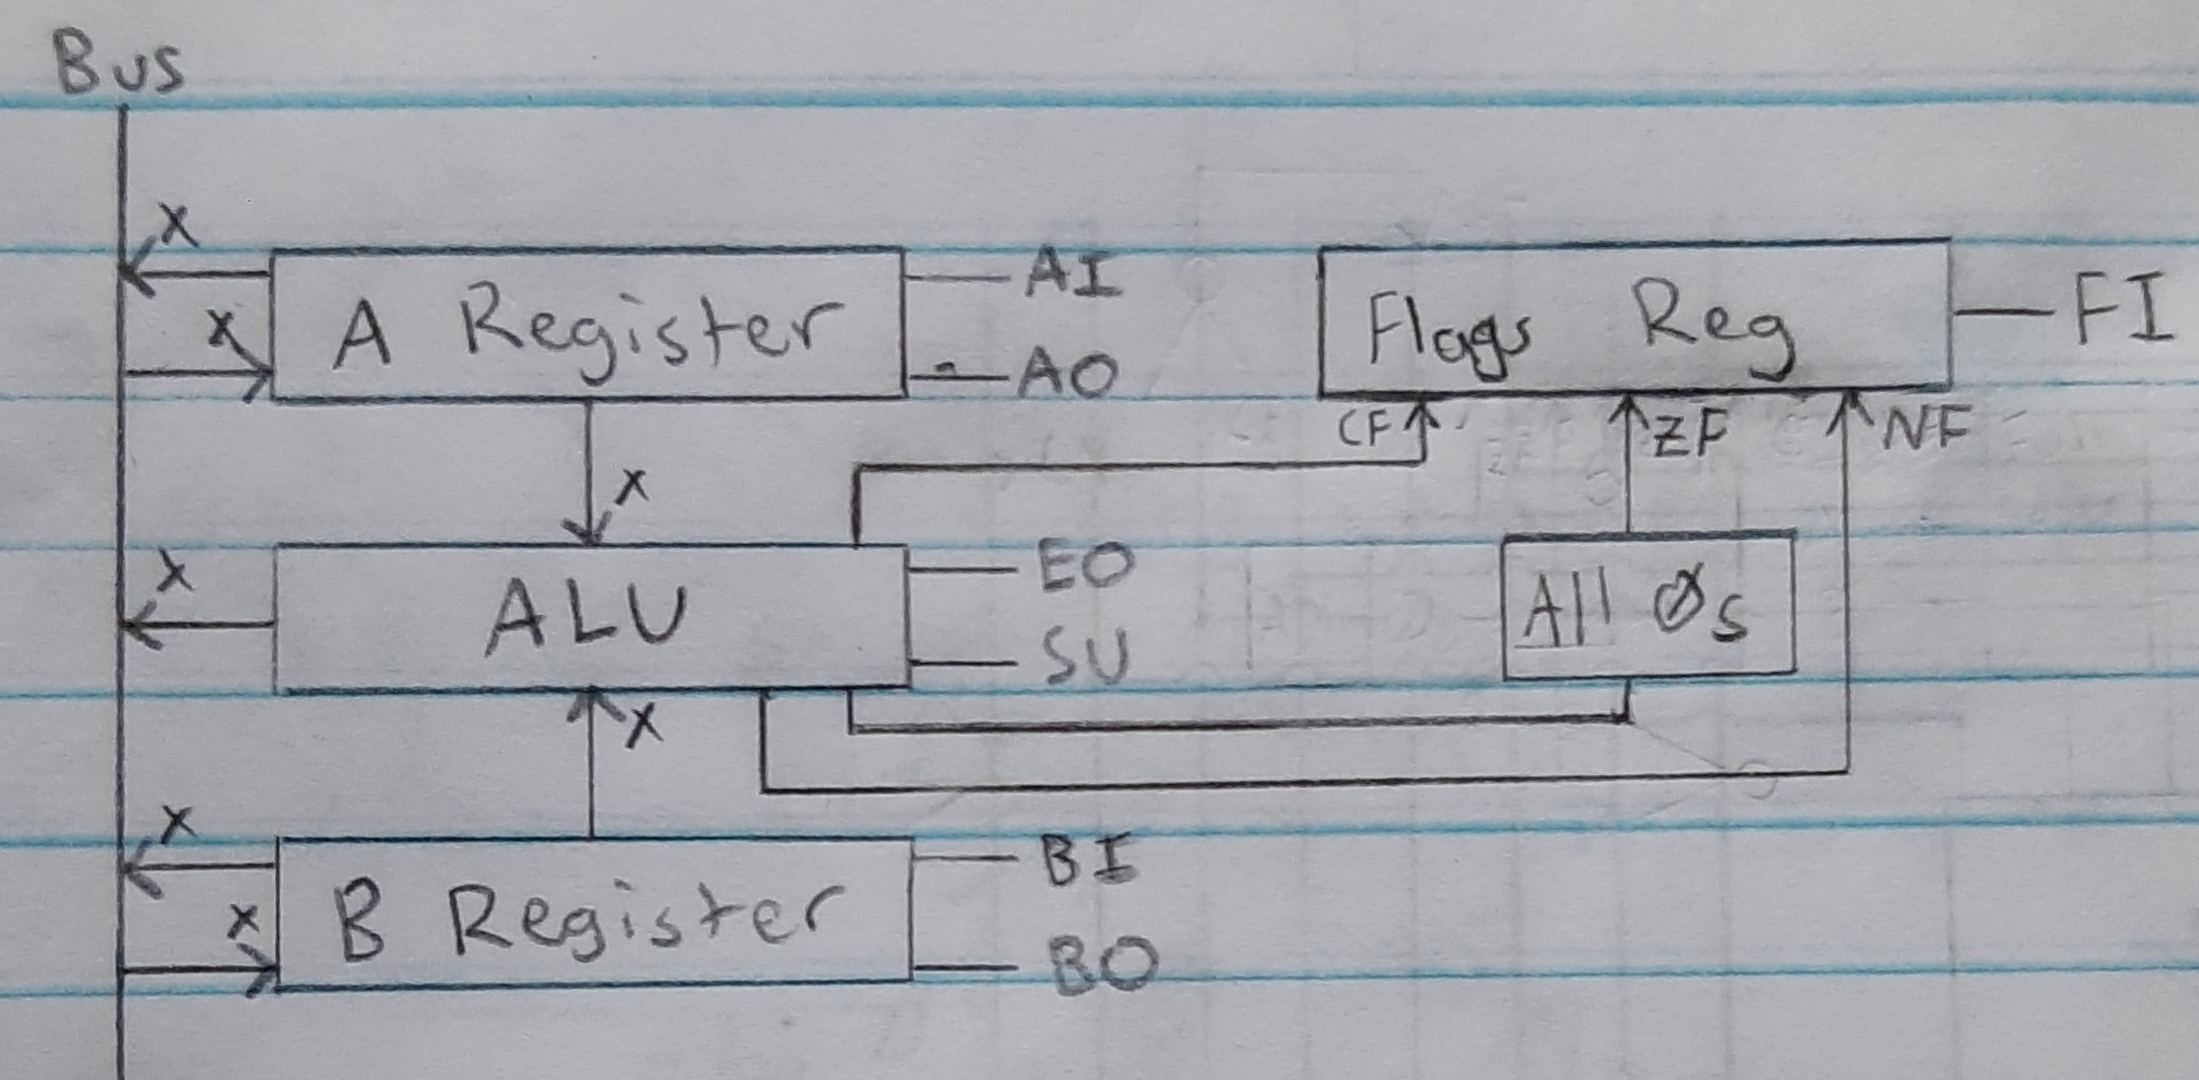 Bus
X
X
A Register
AI
AO
Flags Reg
FI
CF
ZF
NF
X
X
ALU
EO
SU
All Øs
X
X
X
B Register
BI
BO